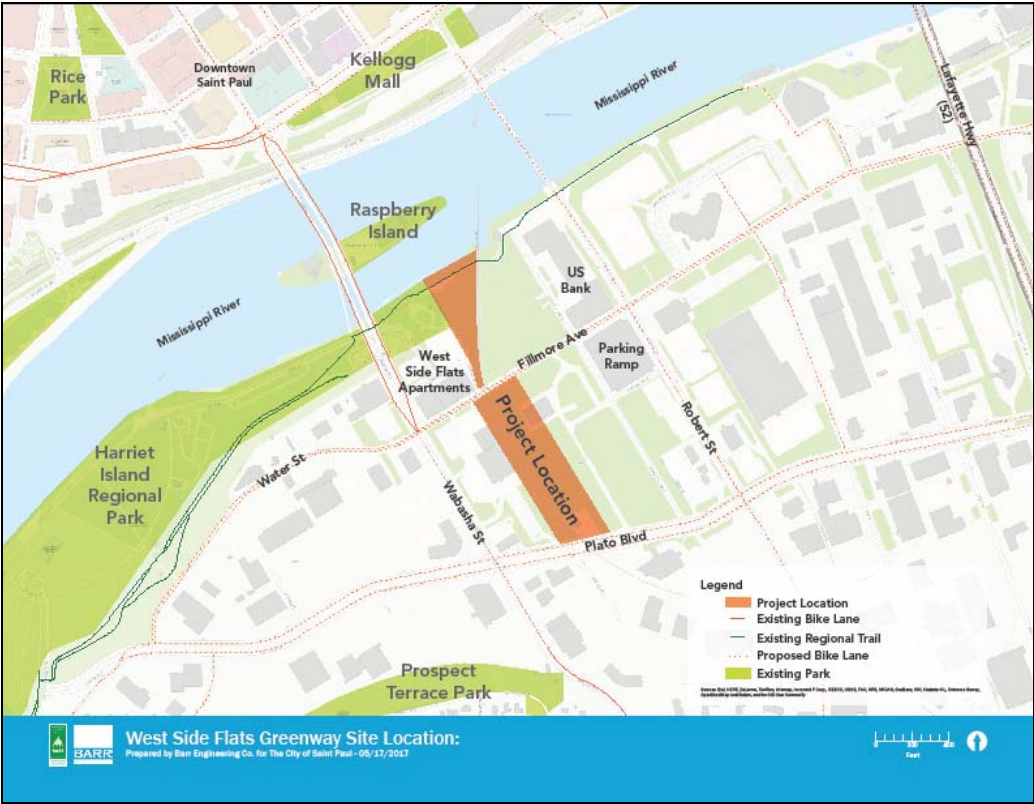 Rice
Park
Downtown
Saint Paul
Kellogg
Mall
Mississippi River
Lafayette Hwy
(52)
Raspberry
Island
Mississippi River
US
Bank
West
Side Flats
Apartments
Fillmore Ave
Parking
Ramp
Project Location
Robert St
Harriet
Island
Regional
Park
Water St
Wabasha St
Plato Blvd
Prospect
Terrace Park
Legend
Project Location
Existing Bike Lane
Existing Regional Trail
Proposed Bike Lane
Existing Park
BARR
West Side Flats Greenway Site Location:
Prepared by Barr Engineering Co. for The City of Saint Paul - 05/17/2017
0
Feet